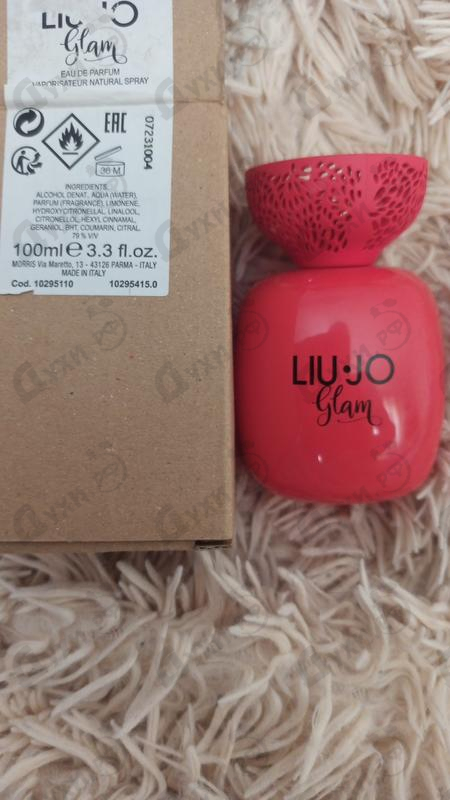 LIU·JO
Glam
EAU DE PARFUM
VAPORISATEUR NATURAL SPRAY
EAC
36 M
07231004
INGREDIENTS:
ALCOHOL DENAT., AQUA (WATER),
PARFUM (FRAGRANCE), LIMONENE,
HYDROXYCITRONELLAL, LINALOOL,
CITRONELLOL, HEXYL CINNAMAL,
GERANIOL, BHT, COUMARIN, CITRAL.
79 % V/V
100ml e 3.3 fl.oz.
MORRIS Via Maretto, 13 - 43126 PARMA - ITALY
MADE IN ITALY
Cod. 10295110 10295415.0
LIU·JO
Glam
Духи.РФ